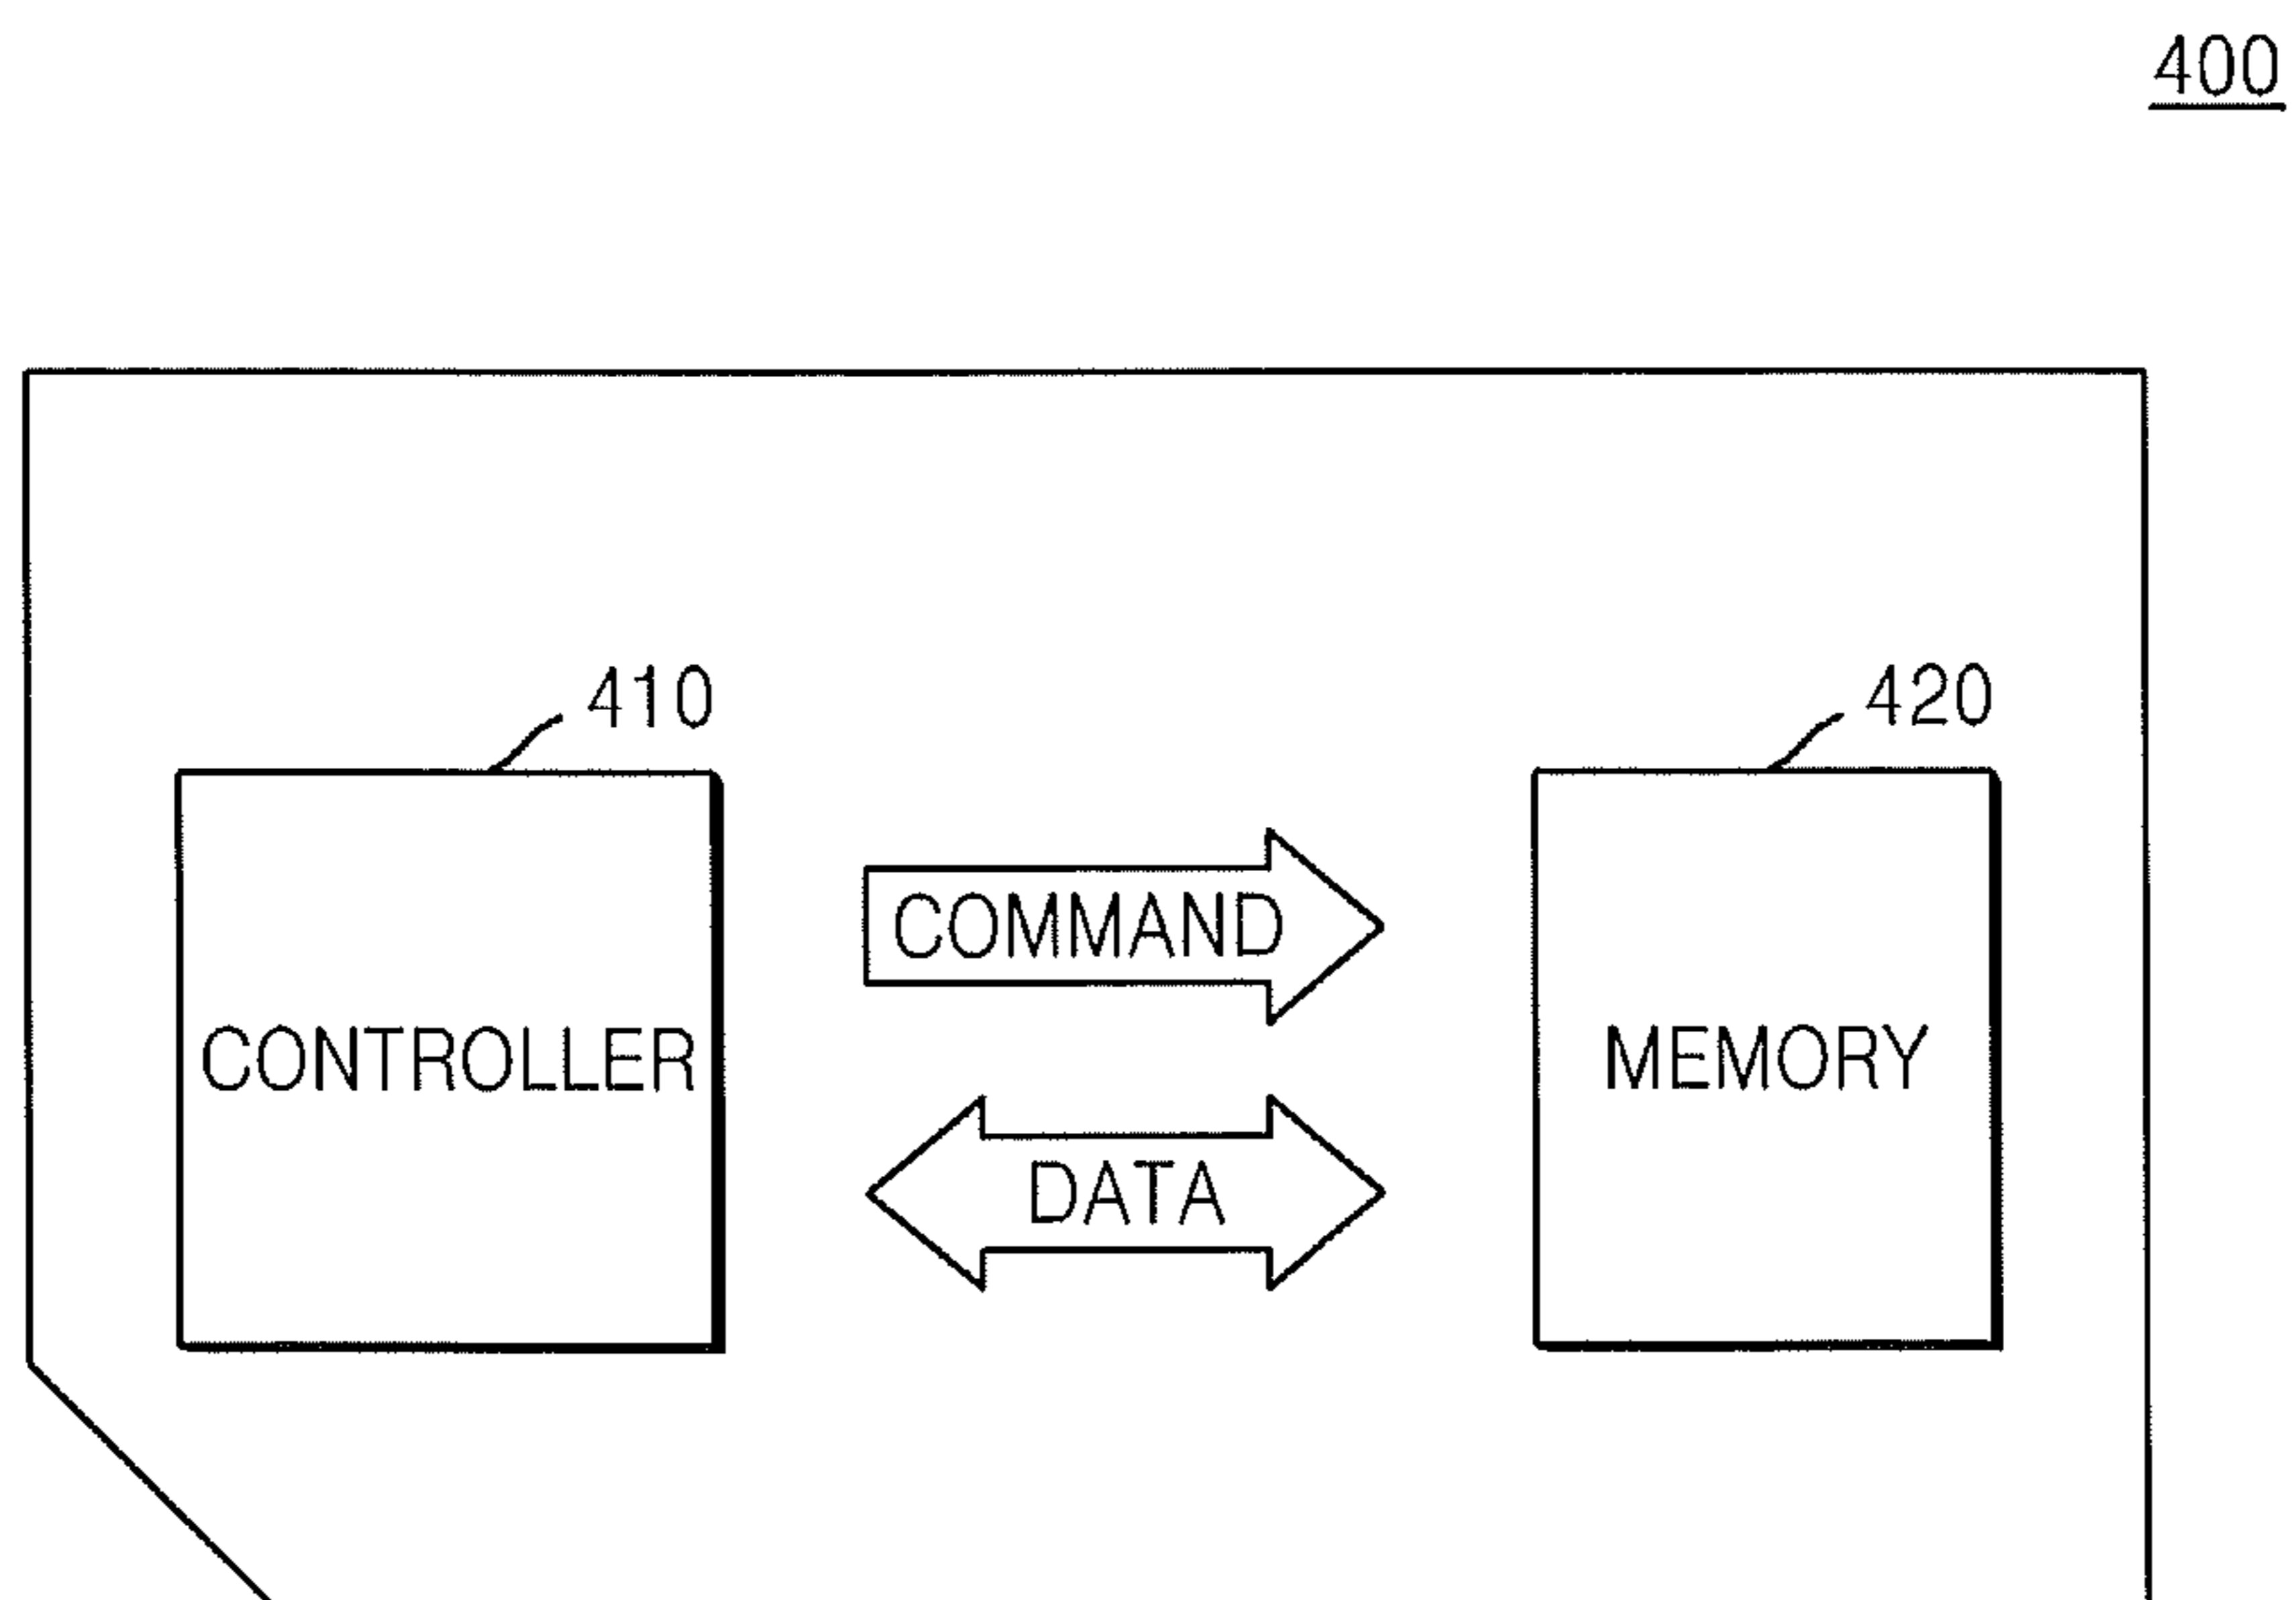 400
410
420
COMMAND
CONTROLLER
MEMORY
DATA